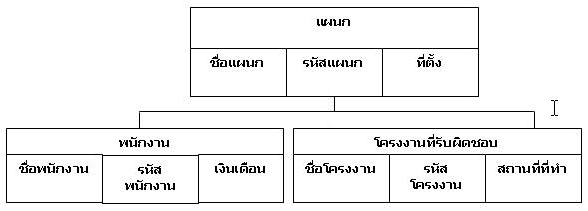 แผนก
ชื่อแผนก รหัสแผนก ที่ตั้ง
พนักงาน
ชื่อพนักงาน รหัส เงินเดือน
พนักงาน
โครงงานที่รับผิดชอบ
ชื่อโครงงาน รหัส สถานที่ที่ทำ
โครงงาน